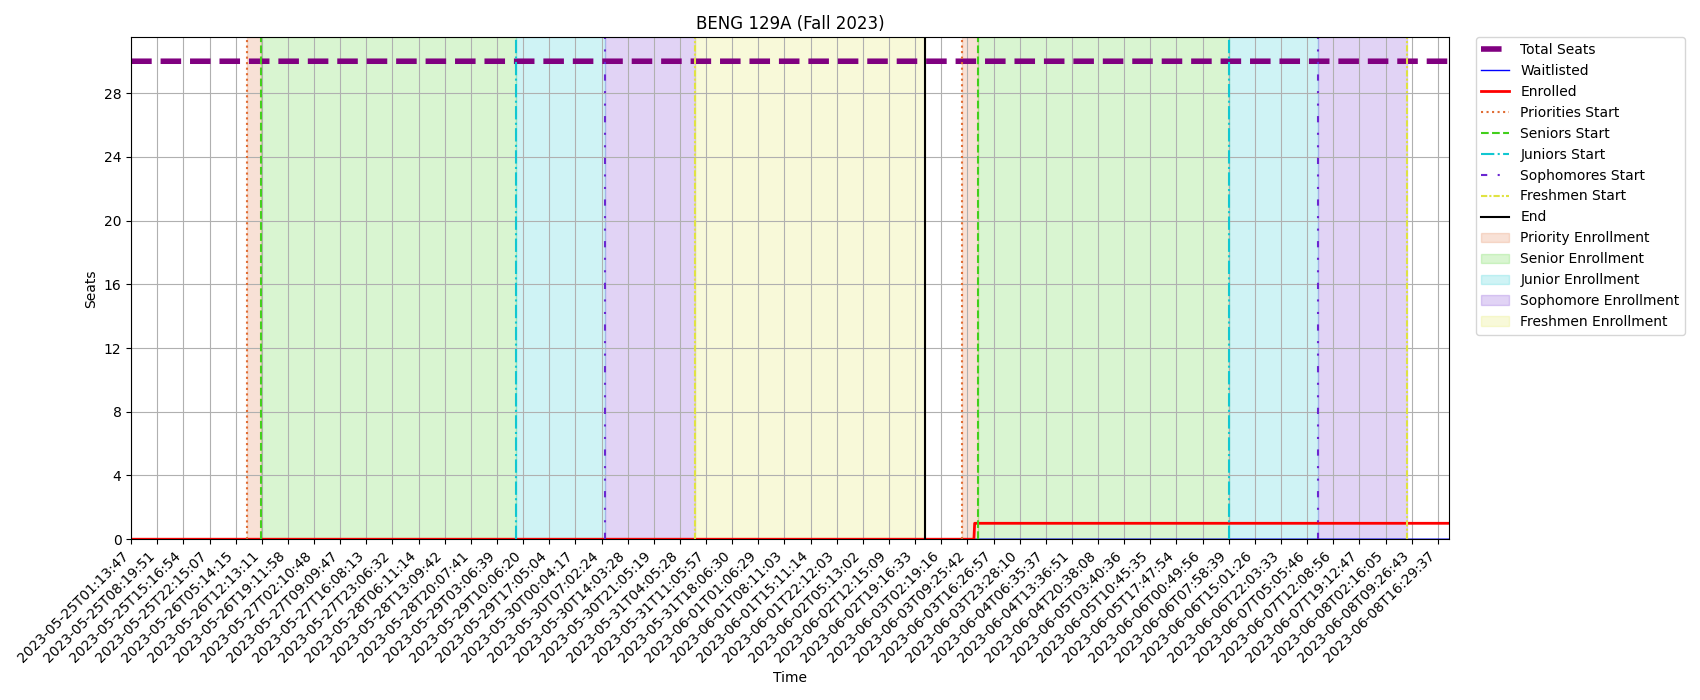 BENG 129A (Fall 2023)
Seats
28
24
20
16
12
8
4
0
2023-05-25T01:13:47
2023-05-25T08:19:51
2023-05-25T15:16:54
2023-05-25T22:15:07
2023-05-26T05:14:15
2023-05-26T12:13:11
2023-05-26T19:11:58
2023-05-27T02:10:48
2023-05-27T09:09:47
2023-05-27T16:08:13
2023-05-27T23:06:32
2023-05-28T06:11:14
2023-05-28T13:09:42
2023-05-28T20:07:41
2023-05-29T03:06:39
2023-05-29T10:06:20
2023-05-29T17:05:04
2023-05-30T00:04:17
2023-05-30T07:02:24
2023-05-30T14:03:28
2023-05-30T21:05:19
2023-05-31T04:05:28
2023-05-31T11:05:57
2023-05-31T18:06:30
2023-06-01T01:06:29
2023-06-01T08:11:03
2023-06-01T15:11:14
2023-06-01T22:12:03
2023-06-02T05:13:02
2023-06-02T12:15:09
2023-06-02T19:16:33
2023-06-03T02:19:16
2023-06-03T09:25:42
2023-06-03T16:26:57
2023-06-03T23:28:10
2023-06-04T06:35:37
2023-06-04T13:36:51
2023-06-04T20:38:08
2023-06-05T03:40:36
2023-06-05T10:45:35
2023-06-05T17:47:54
2023-06-06T00:49:56
2023-06-06T07:58:39
2023-06-06T15:01:26
2023-06-06T22:03:33
2023-06-07T05:05:46
2023-06-07T12:08:56
2023-06-07T19:12:47
2023-06-08T02:16:05
2023-06-08T09:26:43
2023-06-08T16:29:37
Time
Total Seats
Waitlisted
Enrolled
Priorities Start
Seniors Start
Juniors Start
Sophomores Start
Freshmen Start
End
Priority Enrollment
Senior Enrollment
Junior Enrollment
Sophomore Enrollment
Freshmen Enrollment